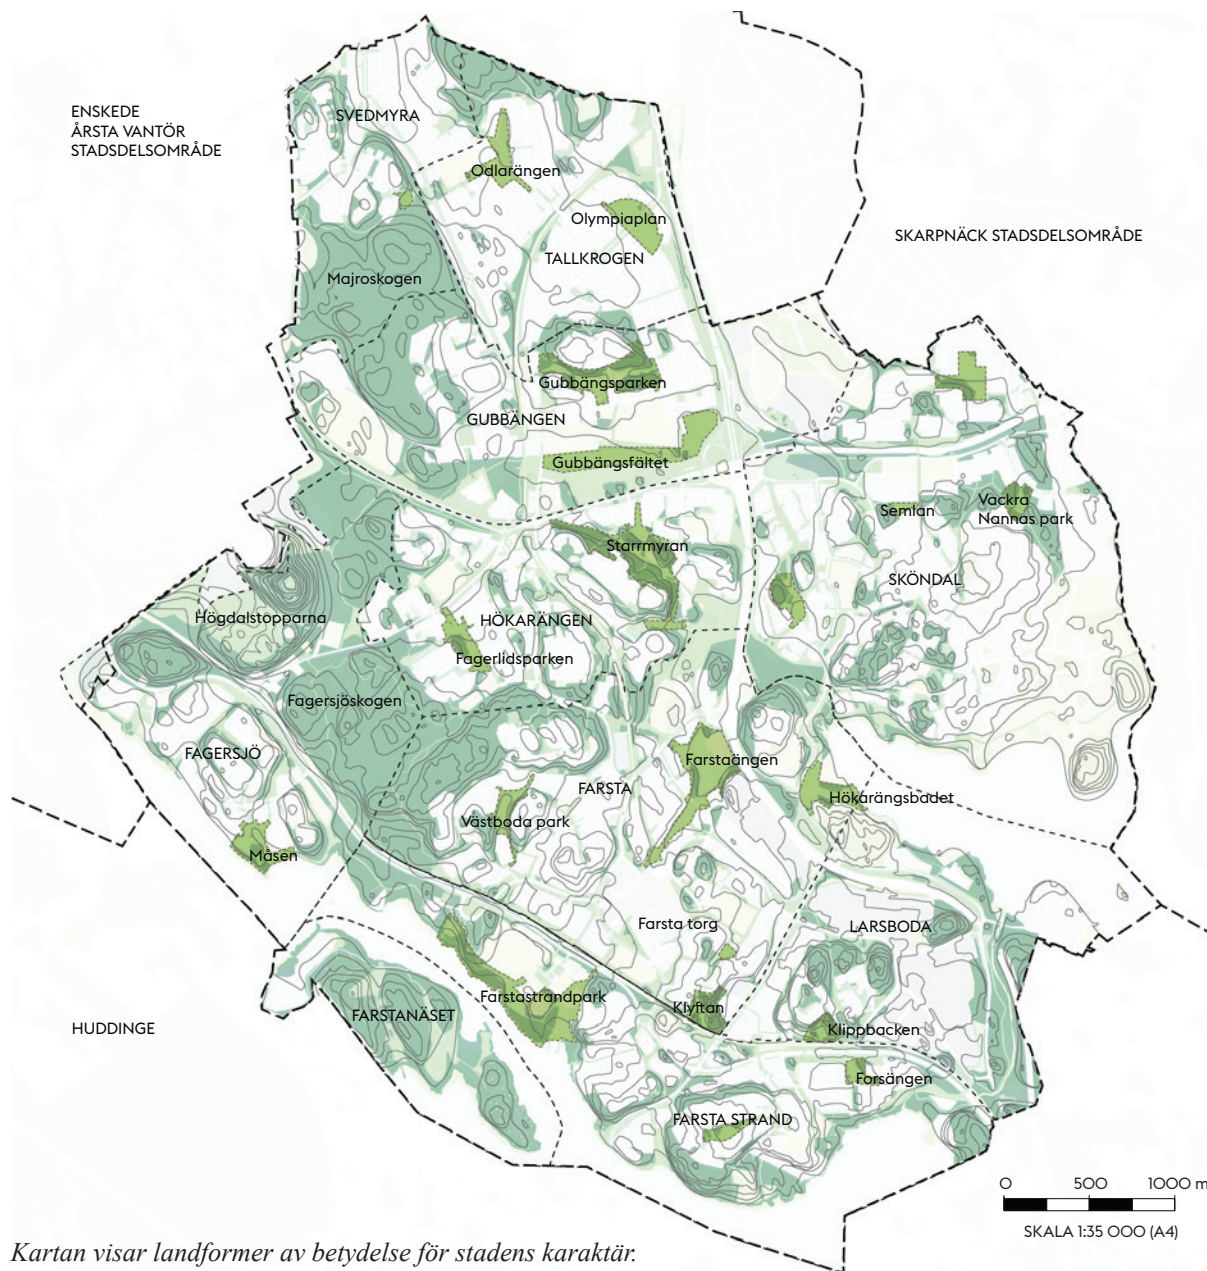 ENSKEDE
ÅRSTA VANTÖR
STADSDELSOMRÅDE
SVEDMYRA
Odlarängen
Olympiaplan
SKARPNÄCK STADSDELSOMRÅDE
TALLKROGEN
Majroskogen
Gubbängsparken
GUBBÄNGEN
Gubbängsfältet
Semlan
Vackra
Nannas park
Starrmyran
SKÖNDAL
Högdalstopparna
HÖKARÄNGEN
Fagerlidsparken
Fagersjöskogen
FAGERSJÖ
Farstaängen
FARSTA
Hökarängsbadet
Västboda park
Måsen
Farsta torg
LARSBODA
Farstastrandpark
Klyftan
FARSTANÄSET
HUDDINGE
Klippbacken
Forsängen
FARSTA STRAND
0 500 1000 m
SKALA 1:35 000 (A4)
Kartan visar landformer av betydelse för stadens karaktär.